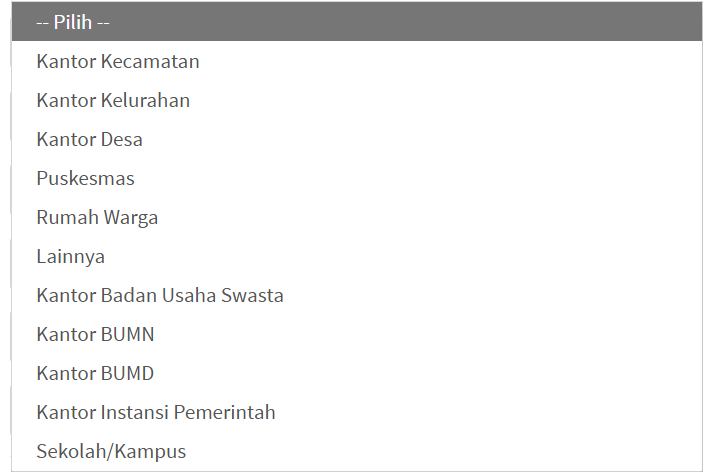 -- Pilih --
Kantor Kecamatan
Kantor Kelurahan
Kantor Desa
Puskesmas
Rumah Warga
Lainnya
Kantor Badan Usaha Swasta
Kantor BUMN
Kantor BUMD
Kantor Instansi Pemerintah
Sekolah/Kampus